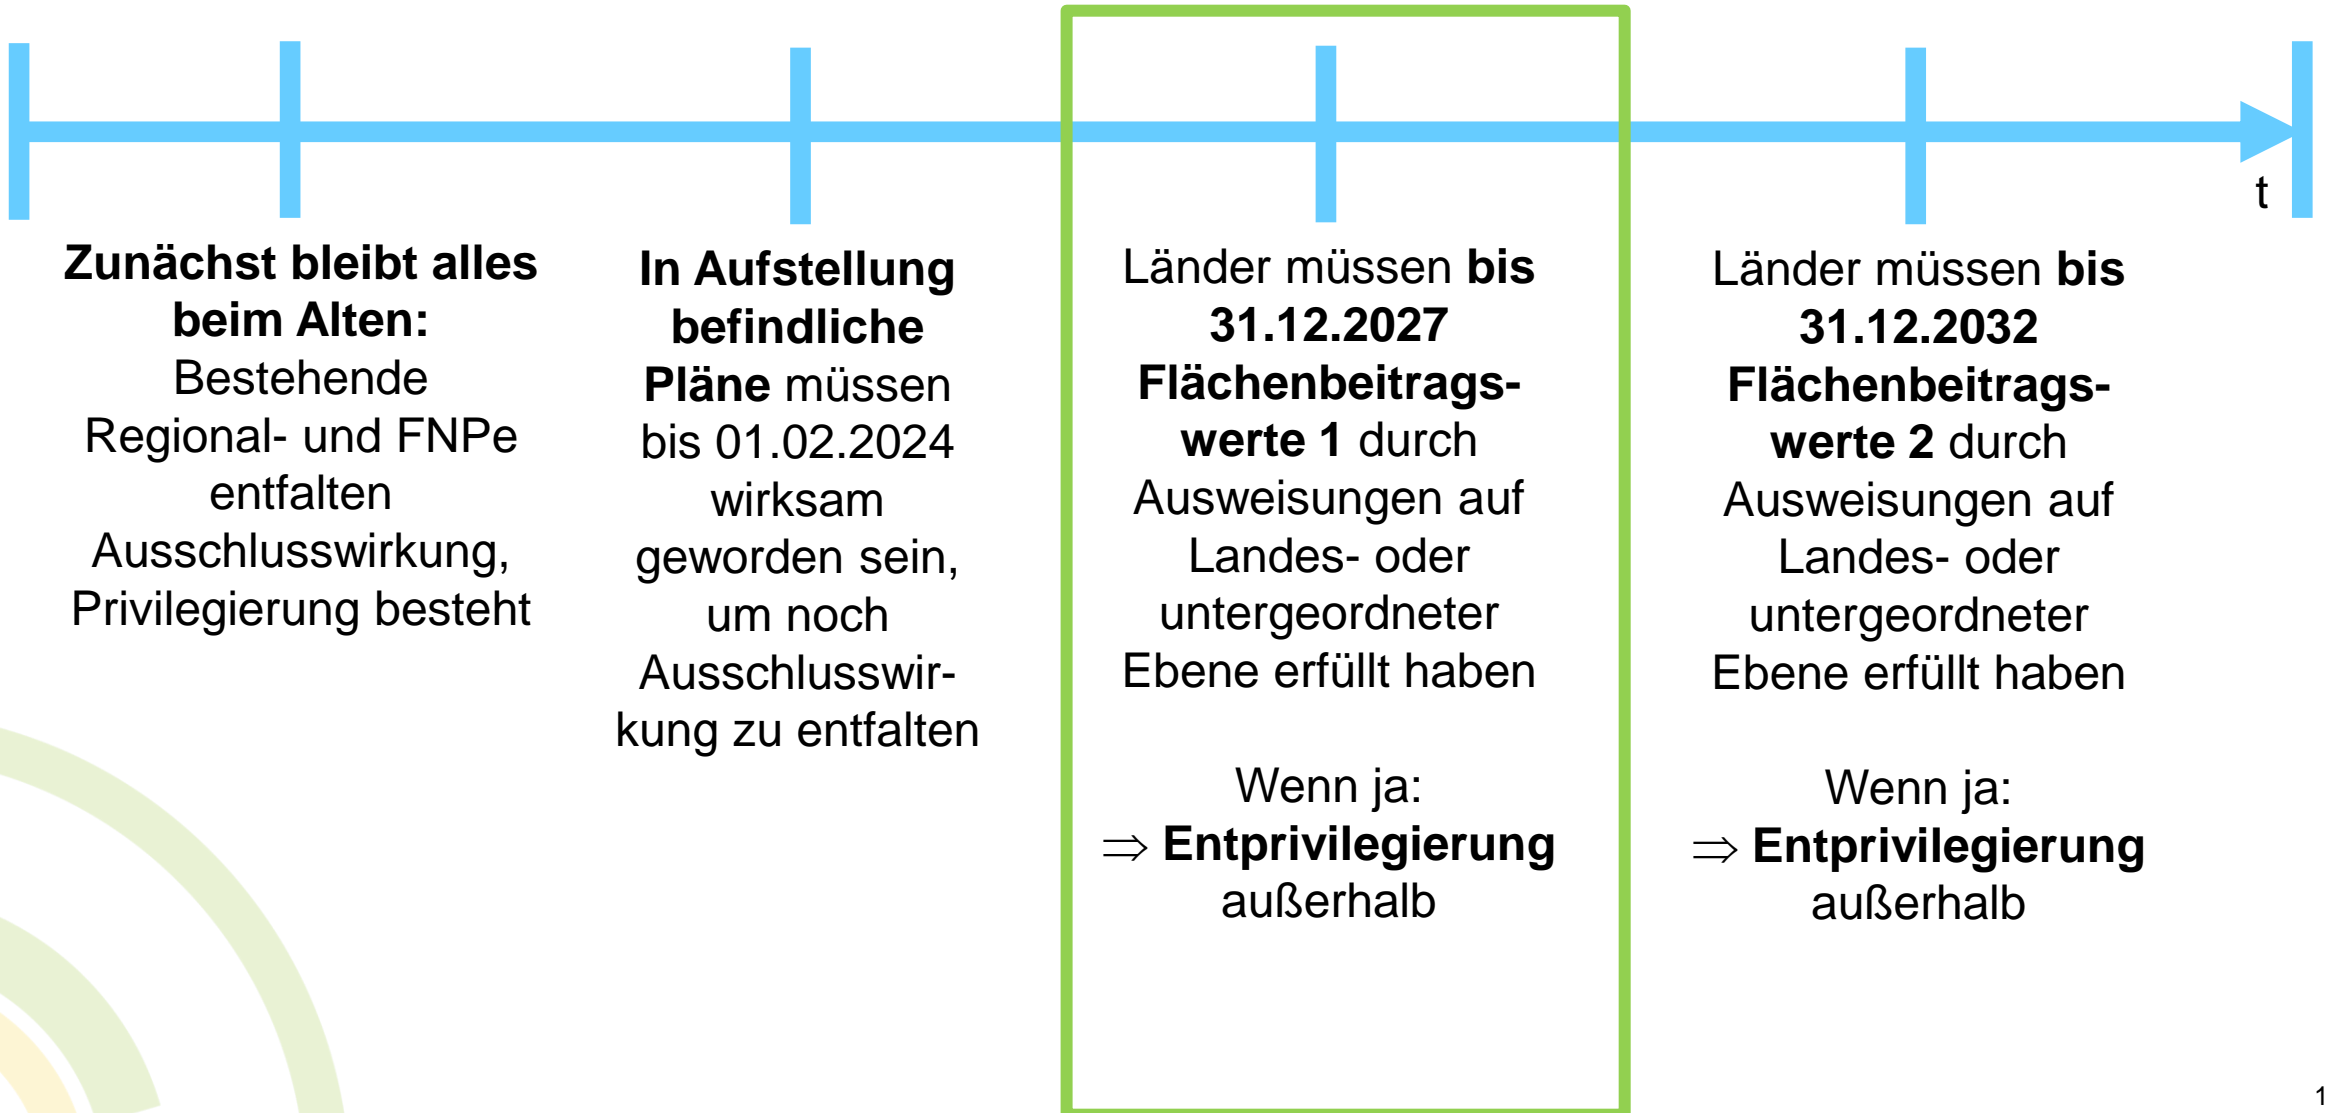 t
Zunächst bleibt alles
beim Alten:
Bestehende
Regional- und FNPe
entfalten
Ausschlusswirkung,
Privilegierung besteht
In Aufstellung
befindliche
Pläne müssen
bis 01.02.2024
wirksam
geworden sein,
um noch
Ausschlusswir-
kung zu entfalten
Länder müssen bis
31.12.2027
Flächenbeitrags-
werte 1 durch
Ausweisungen auf
Landes- oder
untergeordneter
Ebene erfüllt haben
Wenn ja:
⇒ Entprivilegierung
außerhalb
Länder müssen bis
31.12.2032
Flächenbeitrags-
werte 2 durch
Ausweisungen auf
Landes- oder
untergeordneter
Ebene erfüllt haben
Wenn ja:
⇒ Entprivilegierung
außerhalb
1